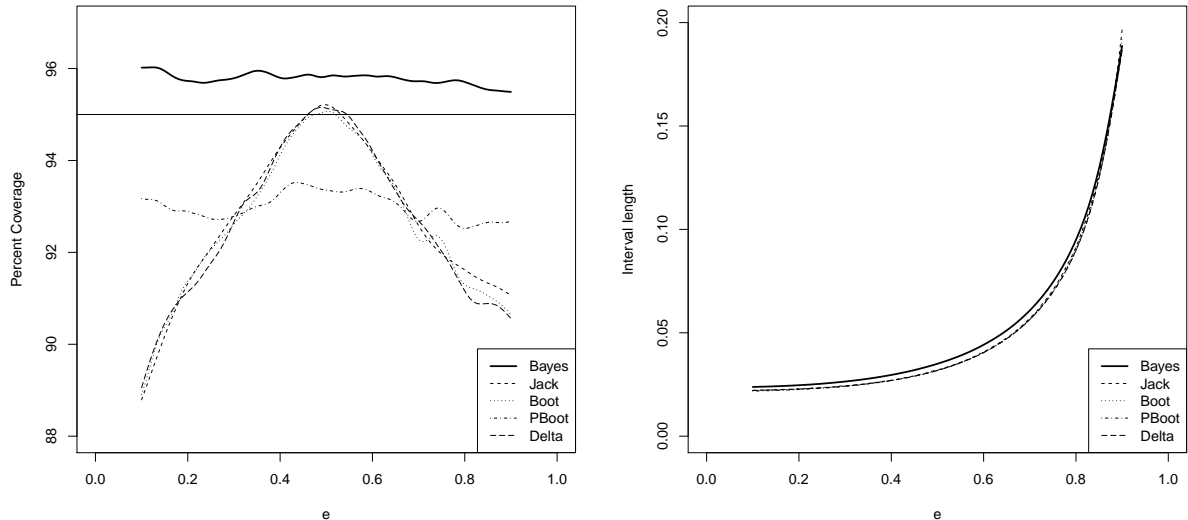 Percent Coverage
96
94
92
90
88
0.0 0.2 0.4 0.6 0.8 1.0
e
Bayes
Jack
Boot
PBoot
Delta
Interval length
0.20
0.15
0.10
0.05
0.00
0.0 0.2 0.4 0.6 0.8 1.0
e
Bayes
Jack
Boot
PBoot
Delta